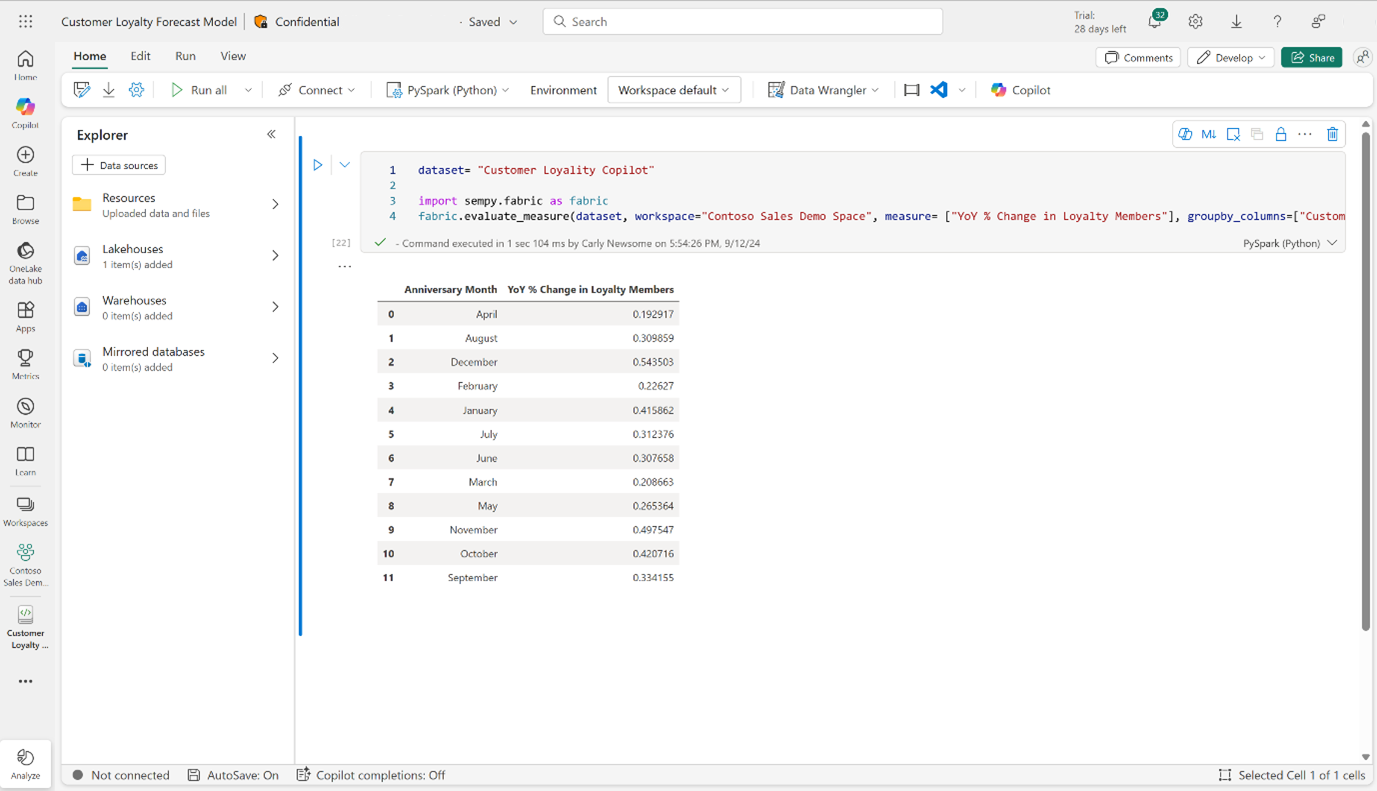 Customer Loyalty Forecast Model
Confidential
· Saved
Search
Trial:
28 days left
32
Home
Edit
Run
View
Comments
Develop
Share
Run all
Connect
PySpark (Python)
Environment
Workspace default
Data Wrangler
Copilot
Home
Copilot
Create
Browse
OneLake
data hub
Apps
Metrics
Monitor
Learn
Workspaces
Contoso
Sales Dem...
Customer
Loyalty ...
Analyze
Explorer
Data sources
Resources
Uploaded data and files
Lakehouses
1 item(s) added
Warehouses
0 item(s) added
Mirrored databases
0 item(s) added
M↓
1 dataset= "Customer Loyality Copilot"
2
3 import sempy.fabric as fabric
4 fabric.evaluate_measure(dataset, workspace="Contoso Sales Demo Space", measure= ["YoY % Change in Loyalty Members"], groupby_columns=["Custom
[22]
- Command executed in 1 sec 104 ms by Carly Newsome on 5:54:26 PM, 9/12/24
PySpark (Python)
Anniversary Month YoY % Change in Loyalty Members
0 April 0.192917
1 August 0.309859
2 December 0.543503
3 February 0.22627
4 January 0.415862
5 July 0.312376
6 June 0.307658
7 March 0.208663
8 May 0.265364
9 November 0.497547
10 October 0.420716
11 September 0.334155
Not connected
AutoSave: On
Copilot completions: Off
Selected Cell 1 of 1 cells